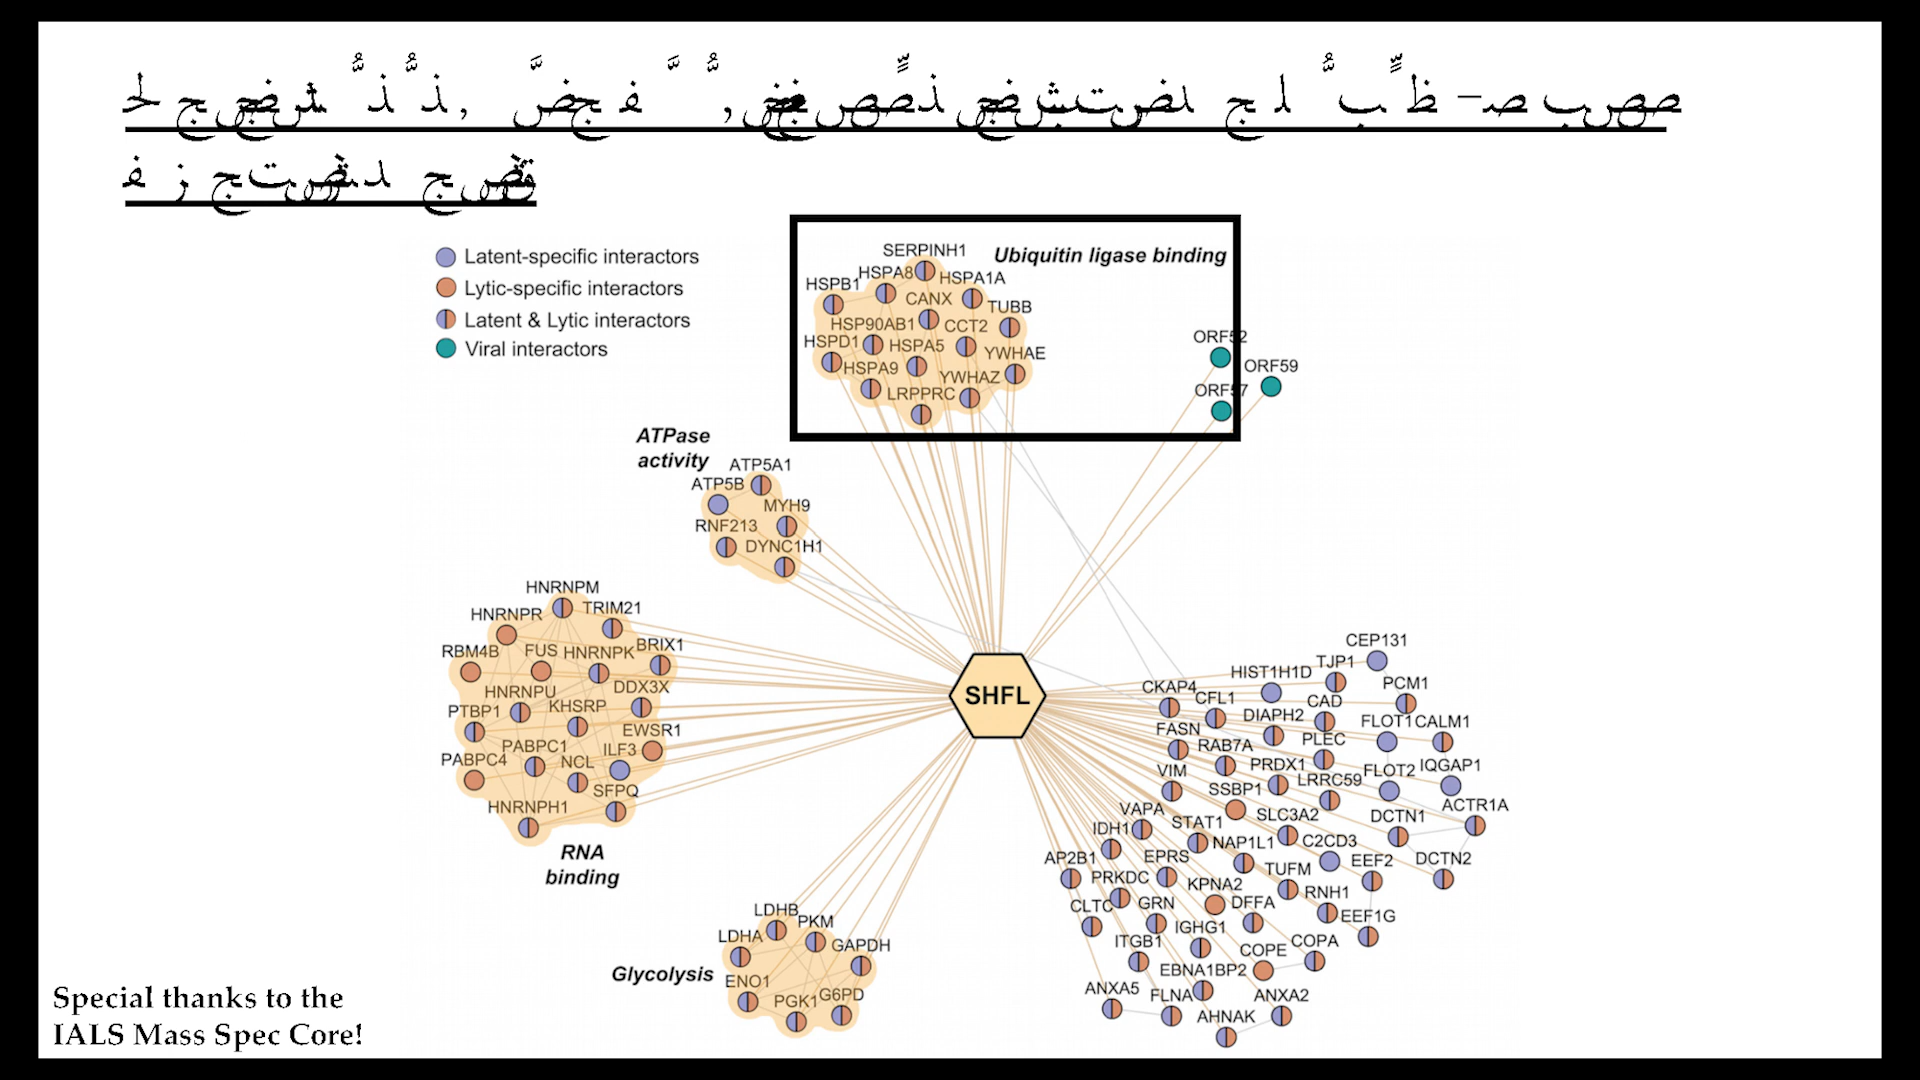 Latent-specific interactors
Lytic-specific interactors
Latent & Lytic interactors
Viral interactors
Ubiquitin ligase binding
SERPINH1
HSPA8
HSPA1A
HSPB1
CANX
TUBB
HSP90AB1
CCT2
HSPD1
HSPA5
YWHAE
HSPA9
YWHAZ
LRPPRC
ORF52
ORF59
ORF57
ATPase
activity
ATP5A1
ATP5B
MYH9
RNF213
DYNC1H1
HNRNPM
HNRNPR
TRIM21
RBM4B
FUS
HNRNPK
BRIX1
HNRNPU
DDX3X
PTBP1
KHSRP
EWSR1
PABPC1
ILF3
PABPC4
NCL
SFPQ
HNRNPH1
RNA
binding
SHFL
CEP131
HIST1H1D
TJP1
PCM1
CKAP4
CFL1
CAD
DIAPH2
FLOT1
CALM1
FASN
RAB7A
PLEC
VIM
PRDX1
LRRC59
FLOT2
IQGAP1
SSBP1
VAPA
SLC3A2
DCTN1
ACTR1A
IDH1
STAT1
NAP1L1
C2CD3
AP2B1
EPRS
TUFM
EEF2
DCTN2
PRKDC
KPNA2
RNH1
CLTC
GRN
DFFA
EEF1G
ITGB1
IGHG1
COPE
COPA
EBNA1BP2
ANXA5
FLNA
ANXA2
AHNAK
LDHB
PKM
LDHA
GAPDH
ENO1
PGK1
G6PD
Glycolysis
Special thanks to the
IALS Mass Spec Core!